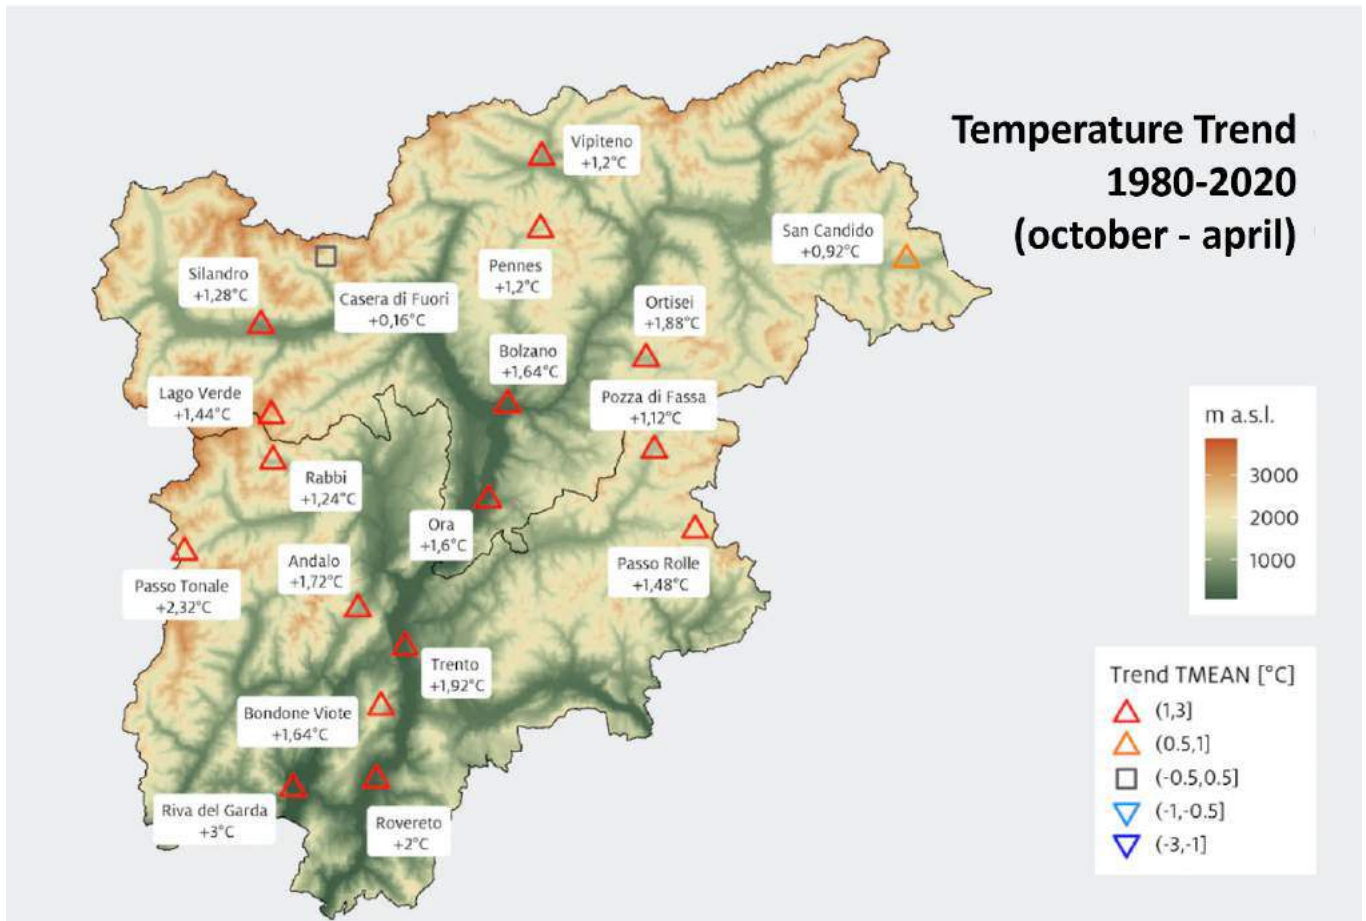 Temperature Trend
1980-2020
(october - april)
Vipiteno
+1,2°C
San Candido
+0,92°C
Pennes
+1,2°C
Silandro
+1,28°C
Casera di Fuori
+0,16°C
Ortisei
+1,88°C
Bolzano
+1,64°C
Lago Verde
+1,44°C
Pozza di Fassa
+1,12°C
Rabbi
+1,24°C
Ora
+1,6°C
Passo Rolle
+1,48°C
Andalo
+1,72°C
Passo Tonale
+2,32°C
Trento
+1,92°C
Bondone Viote
+1,64°C
Riva del Garda
+3°C
Rovereto
+2°C
m a.s.l.
3000
2000
1000
Trend TMEAN [°C]
(1,3]
(0.5,1]
(-0.5,0.5]
(-1,-0.5]
(-3,-1]